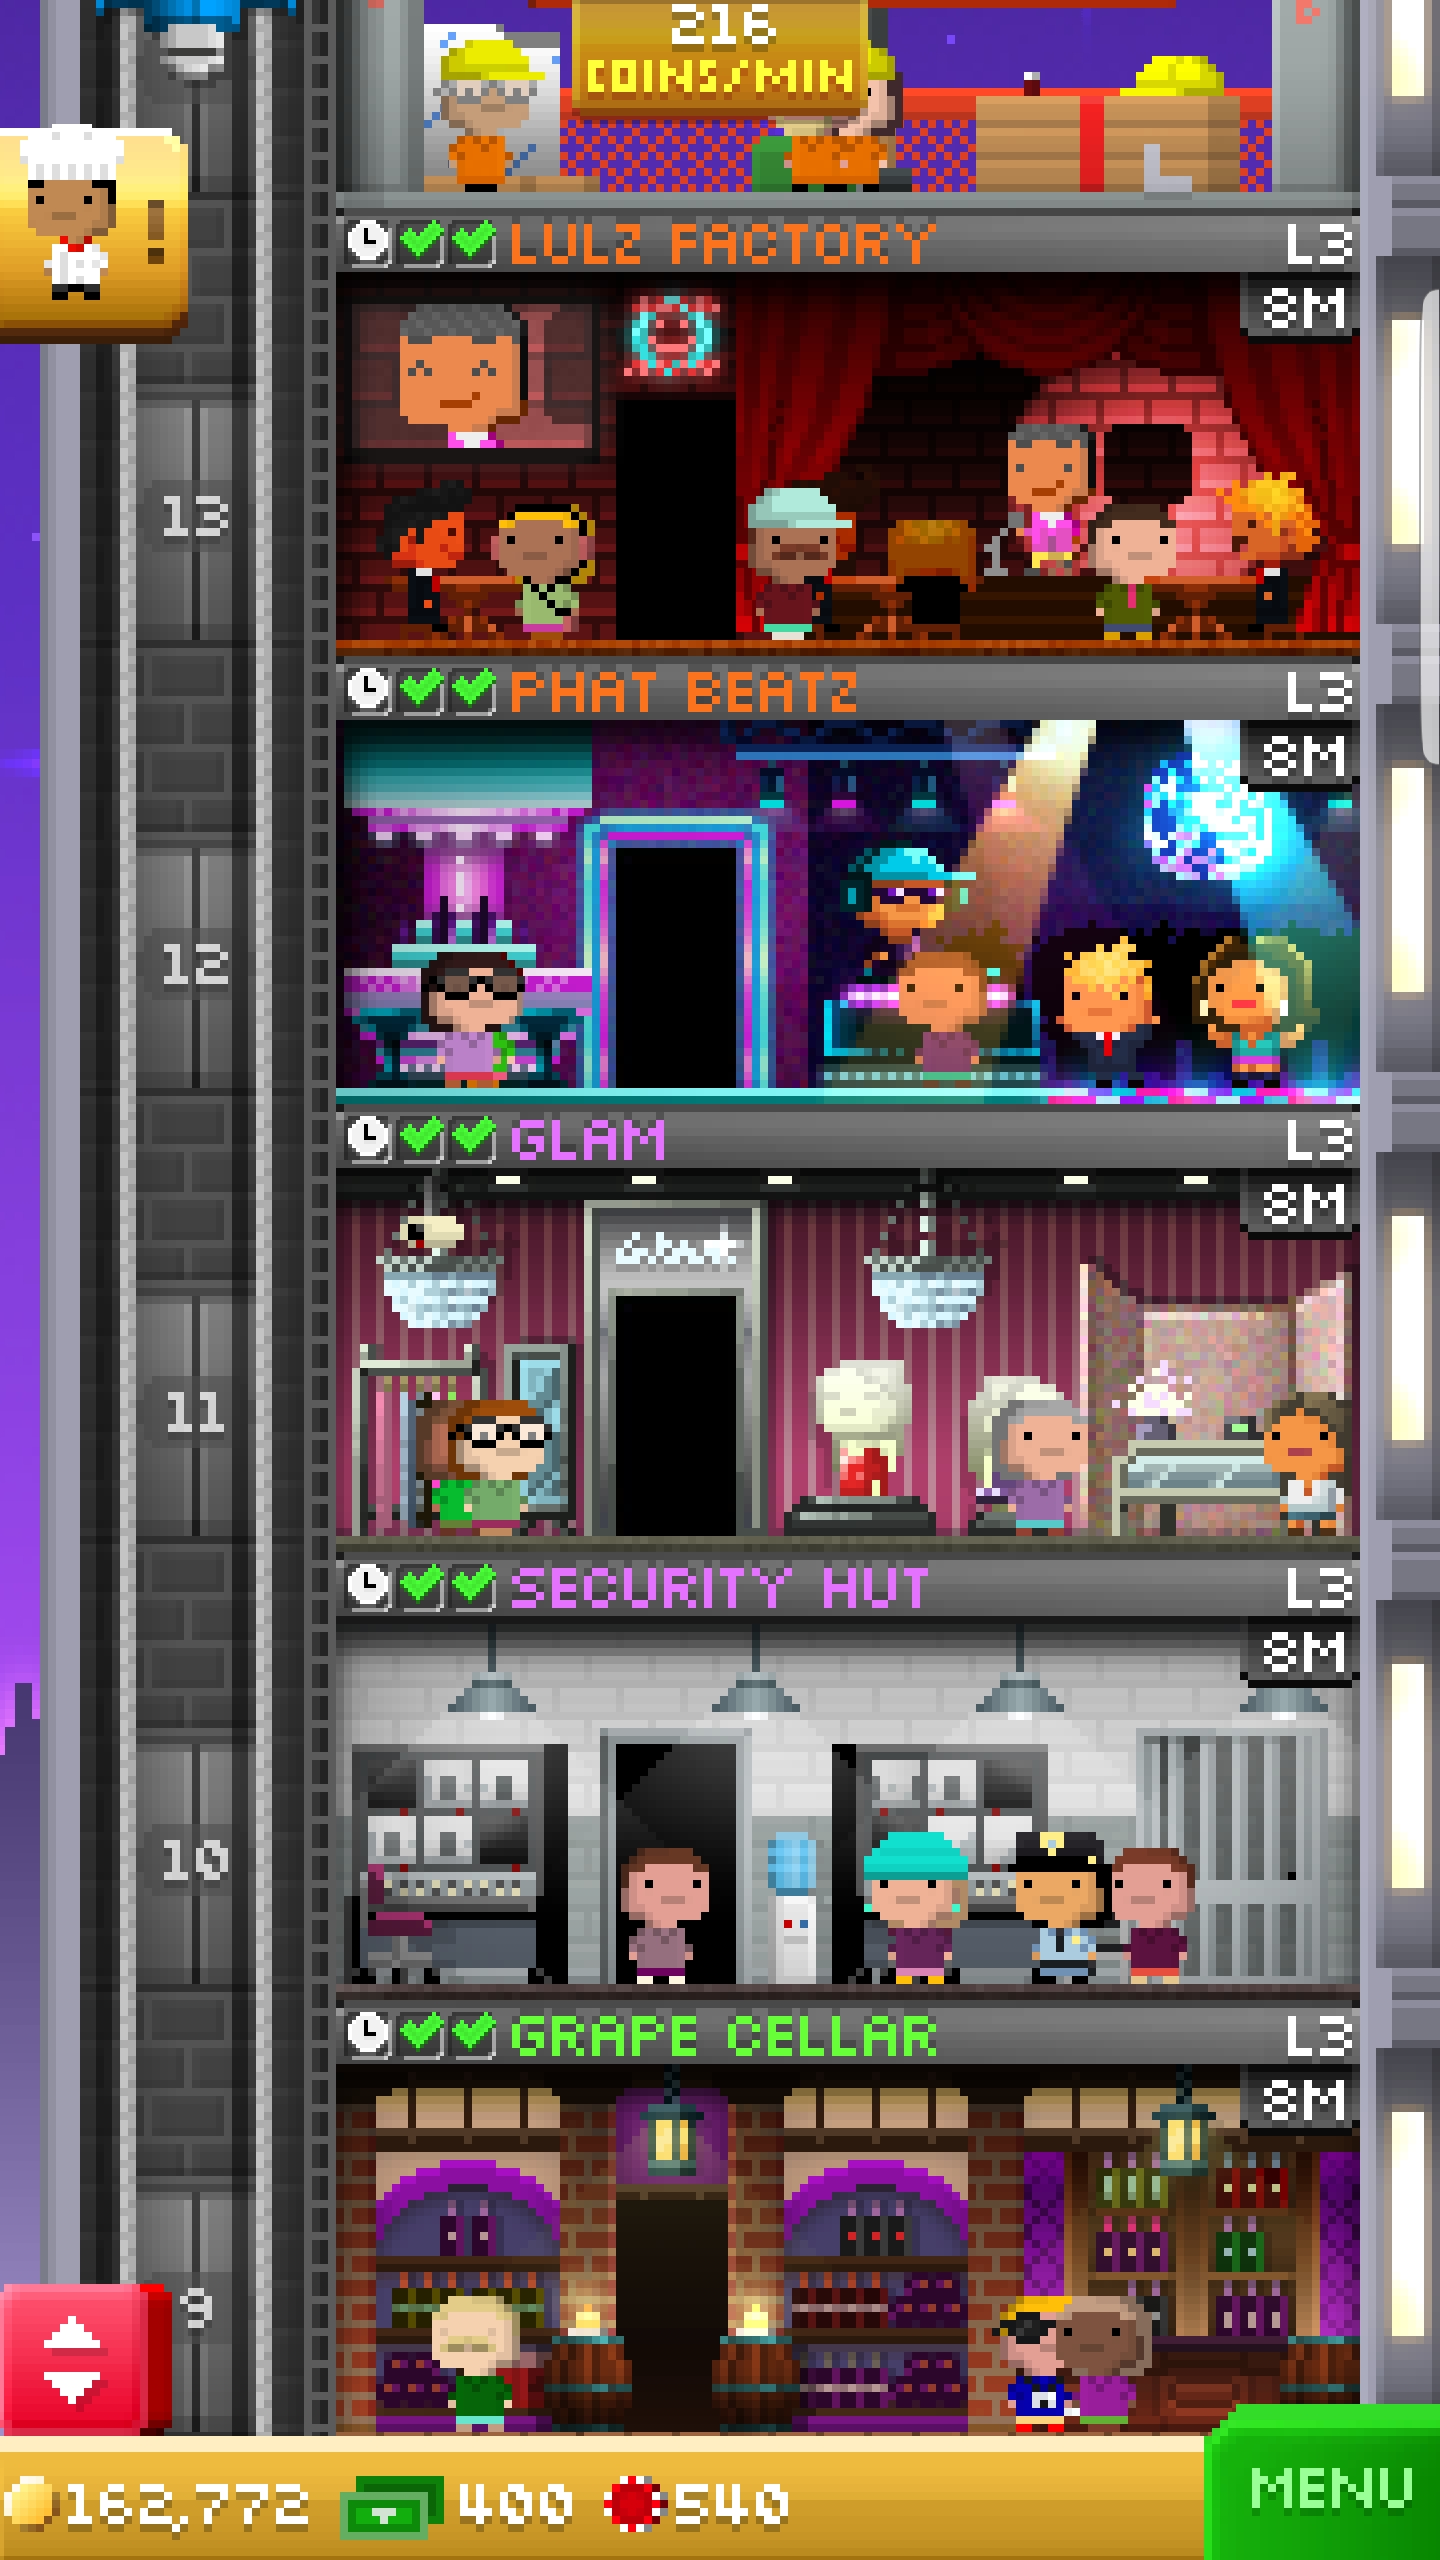 216
COINS/MIN
!
LULZ FACTORY L3
8M
13
PHAT BEATZ L3
8M
12
GLAM L3
8M
Glam
11
SECURITY HUT L3
8M
10
GRAPE CELLAR L3
8M
9
162,772 400 540
MENU